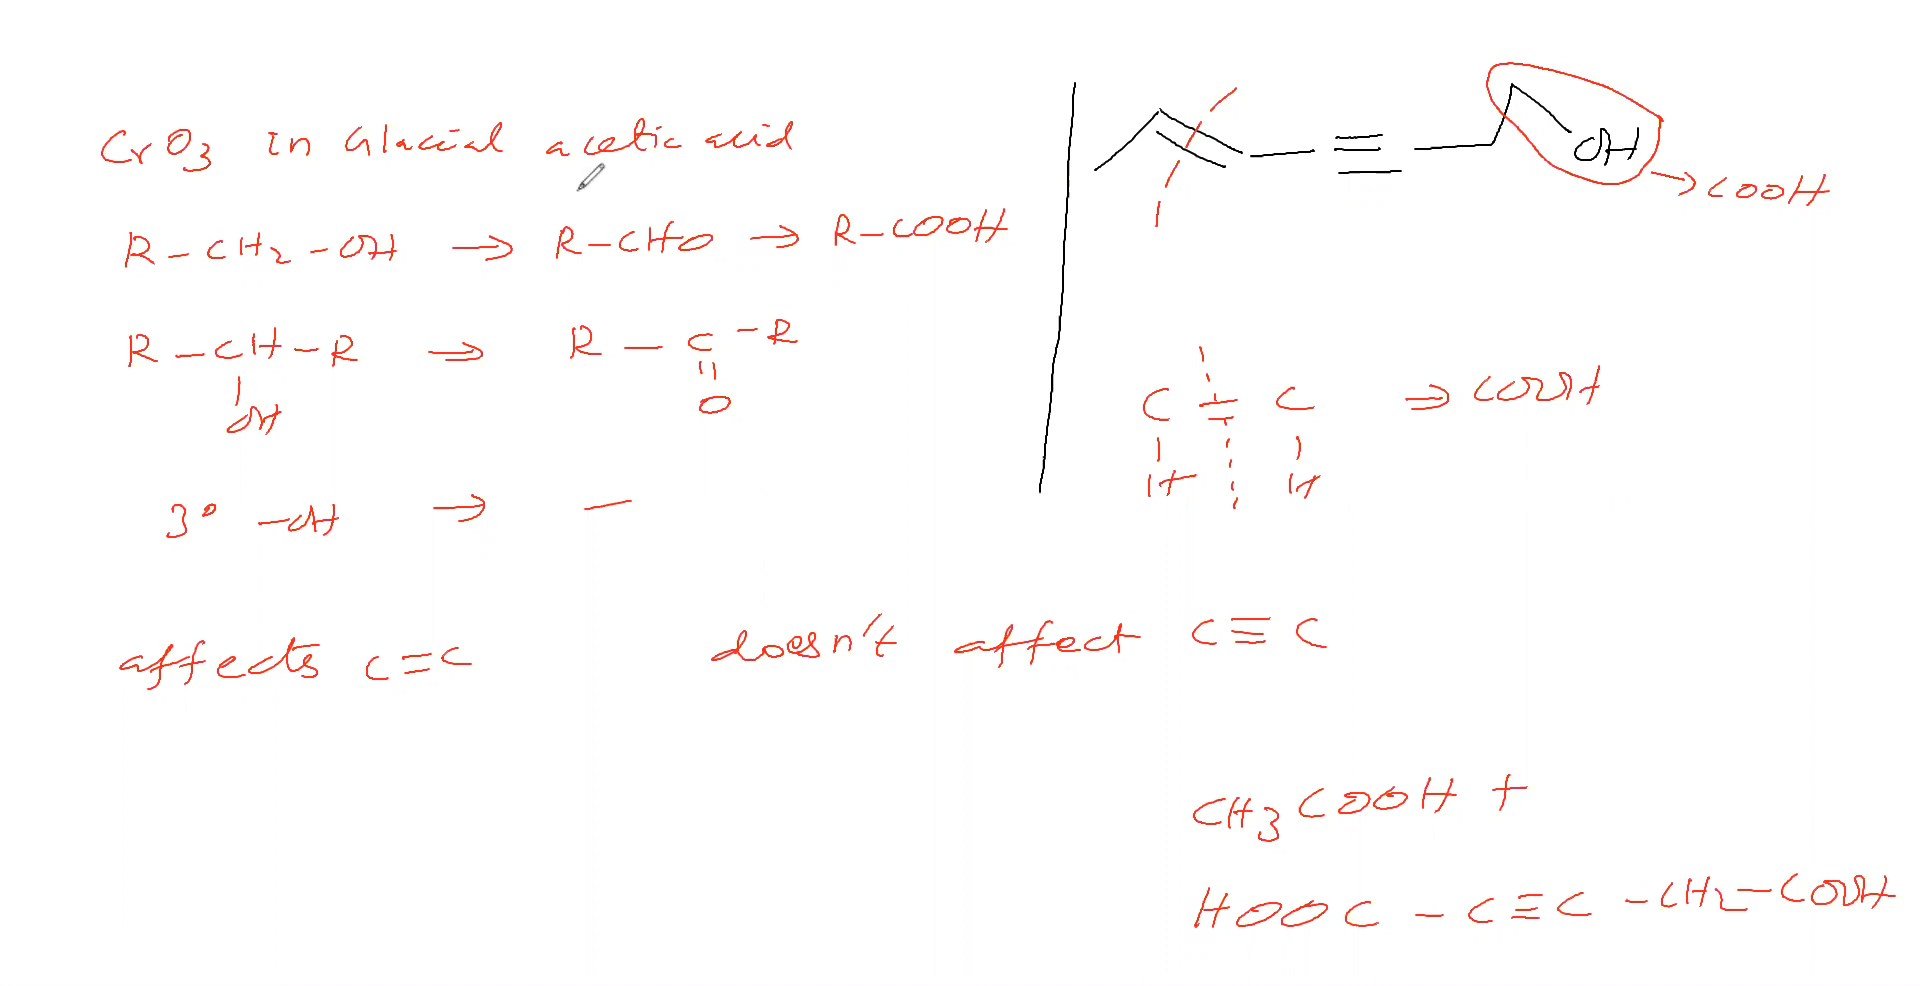 CrO3 in Glacial acetic acid
R-CH2-OH → R-CHO → R-COOH
R-CH-R → R-C-R
OH
O
3° -OH → —
affects C=C doesn't affect C≡C
OH
→ COOH
C=C → COOH
H H
CH3COOH +
HOOC-C≡C-CH2-COOH